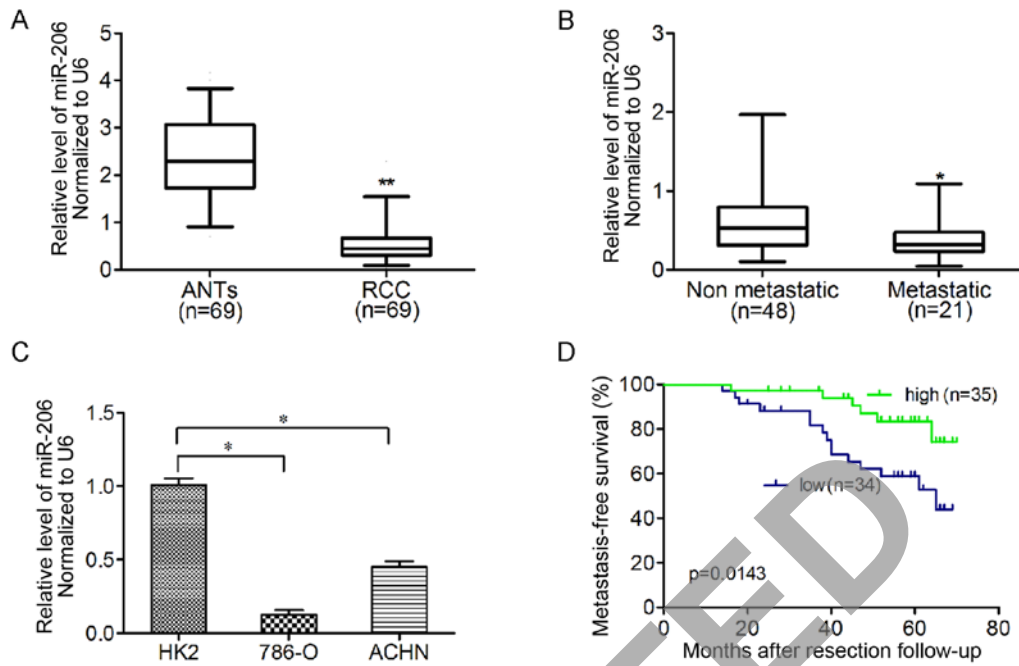 A
Relative level of miR-206
Normalized to U6
5
4
3
2
1
0
**
ANTs
(n=69)
RCC
(n=69)
B
Relative level of miR-206
Normalized to U6
3
2
1
0
*
Non metastatic
(n=48)
Metastatic
(n=21)
C
Relative level of miR-206
Normalized to U6
1.5
1.0
0.5
0.0
*
*
HK2
786-O
ACHN
D
Metastasis-free survival (%)
100
80
60
40
20
0
high (n=35)
low(n=34)
p=0.0143
0
20
40
60
80
Months after resection follow-up
TED